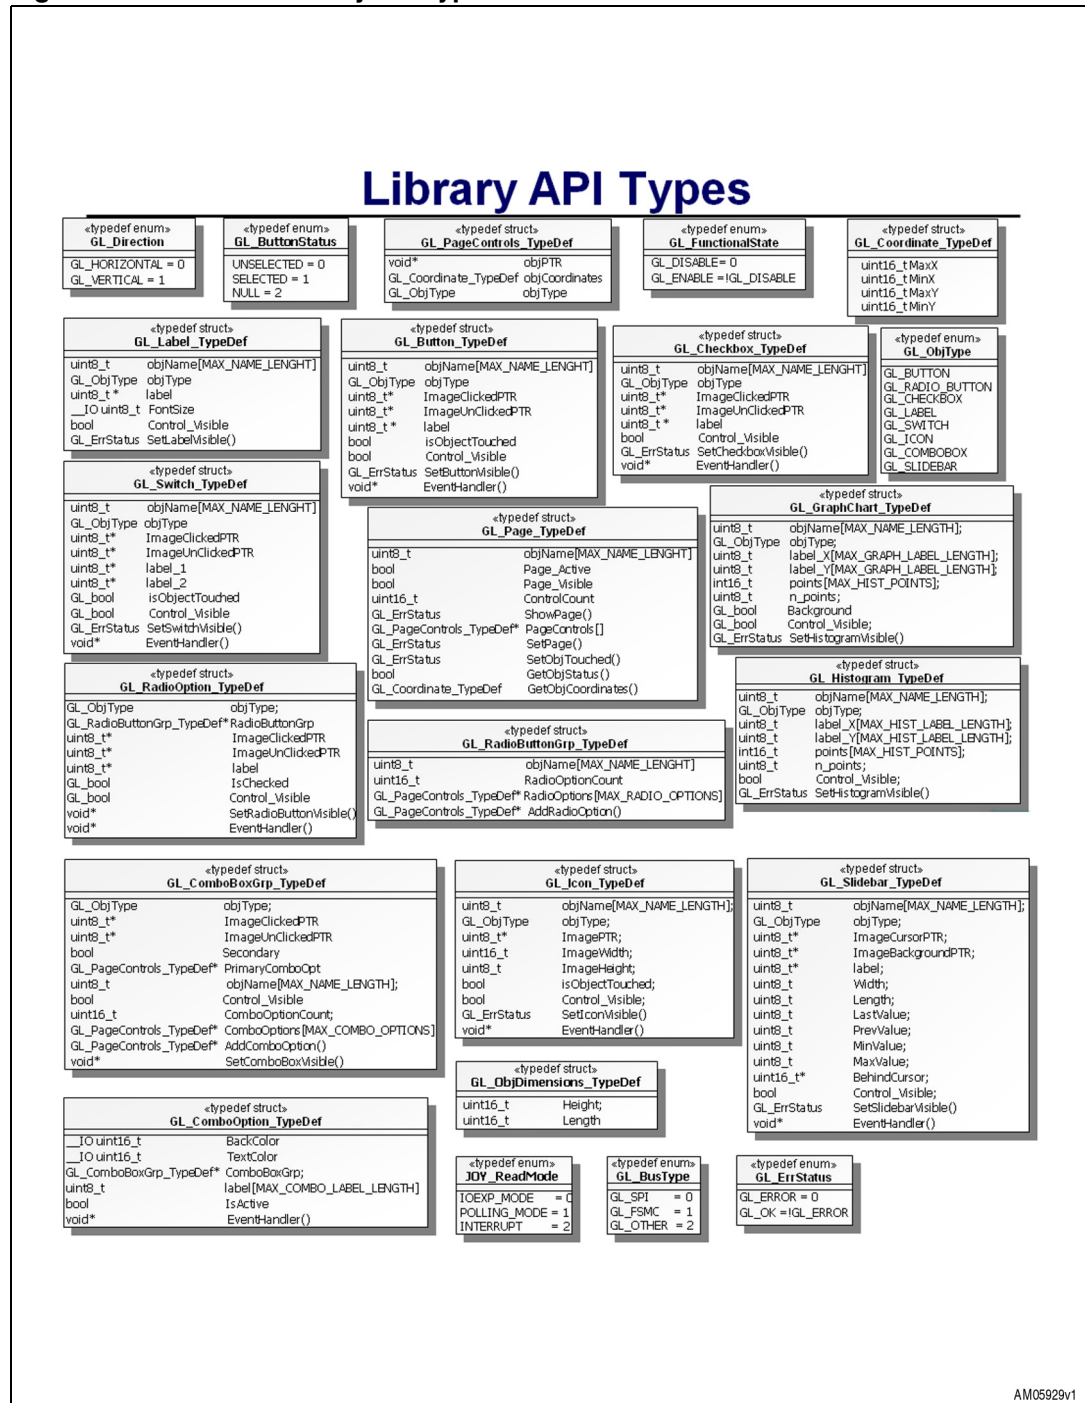 Library API Types
«typedef enum»
GL_Direction
GL_HORIZONTAL = 0
GL_VERTICAL = 1
«typedef enum»
GL_ButtonStatus
UNSELECTED = 0
SELECTED = 1
NULL = 2
«typedef struct»
GL_PageControls_TypeDef
void* objPTR
GL_Coordinate_TypeDef objCoordinates
GL_ObjType objType
«typedef enum»
GL_FunctionalState
GL_DISABLE= 0
GL_ENABLE =!GL_DISABLE
«typedef struct»
GL_Coordinate_TypeDef
uint16_t MaxX
uint16_t MinX
uint16_t MaxY
uint16_t MinY
«typedef struct»
GL_Label_TypeDef
uint8_t objName[MAX_NAME_LENGHT]
GL_ObjType objType
uint8_t * label
__IO uint8_t FontSize
bool Control_Visible
GL_ErrStatus SetLabelVisible()
«typedef struct»
GL_Button_TypeDef
uint8_t objName[MAX_NAME_LENGHT]
GL_ObjType objType
uint8_t* ImageClickedPTR
uint8_t* ImageUnClickedPTR
uint8_t * label
bool isObjectTouched
bool Control_Visible
GL_ErrStatus SetButtonVisible()
void* EventHandler()
«typedef struct»
GL_Checkbox_TypeDef
uint8_t objName[MAX_NAME_LENGHT]
GL_ObjType objType
uint8_t* ImageClickedPTR
uint8_t* ImageUnClickedPTR
uint8_t * label
bool Control_Visible
GL_ErrStatus SetCheckboxVisible()
void* EventHandler()
«typedef enum»
GL_ObjType
GL_BUTTON
GL_RADIO_BUTTON
GL_CHECKBOX
GL_LABEL
GL_SWITCH
GL_ICON
GL_COMBOBOX
GL_SLIDEBAR
«typedef struct»
GL_Switch_TypeDef
uint8_t objName[MAX_NAME_LENGHT]
GL_ObjType objType
uint8_t* ImageClickedPTR
uint8_t* ImageUnClickedPTR
uint8_t* label_1
uint8_t* label_2
GL_bool isObjectTouched
GL_bool Control_Visible
GL_ErrStatus SetSwitchVisible()
void* EventHandler()
«typedef struct»
GL_Page_TypeDef
uint8_t objName[MAX_NAME_LENGHT]
bool Page_Active
bool Page_Visible
uint16_t ControlCount
GL_ErrStatus ShowPage()
GL_PageControls_TypeDef* PageControls[]
GL_ErrStatus SetPage()
GL_ErrStatus SetObjTouched()
bool GetObjStatus()
GL_Coordinate_TypeDef GetObjCoordinates()
«typedef struct»
GL_GraphChart_TypeDef
uint8_t objName[MAX_NAME_LENGTH];
GL_ObjType objType;
uint8_t label_X[MAX_GRAPH_LABEL_LENGTH];
uint8_t label_Y[MAX_GRAPH_LABEL_LENGTH];
int16_t points[MAX_HIST_POINTS];
uint8_t n_points;
GL_bool Background
GL_bool Control_Visible;
GL_ErrStatus SetHistogramVisible()
«typedef struct»
GL_RadioOption_TypeDef
GL_ObjType objType;
GL_RadioButtonGrp_TypeDef* RadioButtonGrp
uint8_t* ImageClickedPTR
uint8_t* ImageUnClickedPTR
uint8_t* label
GL_bool IsChecked
GL_bool Control_Visible
void* SetRadioButtonVisible()
void* EventHandler()
«typedef struct»
GL_RadioButtonGrp_TypeDef
uint8_t objName[MAX_NAME_LENGHT]
uint16_t RadioOptionCount
GL_PageControls_TypeDef* RadioOptions[MAX_RADIO_OPTIONS]
GL_PageControls_TypeDef* AddRadioOption()
«typedef struct»
GL_Histogram_TypeDef
uint8_t objName[MAX_NAME_LENGTH];
GL_ObjType objType;
uint8_t label_X[MAX_HIST_LABEL_LENGTH];
uint8_t label_Y[MAX_HIST_LABEL_LENGTH];
int16_t points[MAX_HIST_POINTS];
uint8_t n_points;
bool Control_Visible;
GL_ErrStatus SetHistogramVisible()
«typedef struct»
GL_ComboBoxGrp_TypeDef
GL_ObjType objType;
uint8_t* ImageClickedPTR
uint8_t* ImageUnClickedPTR
bool Secondary
GL_PageControls_TypeDef* PrimaryComboOpt
uint8_t objName[MAX_NAME_LENGTH];
bool Control_Visible
uint16_t ComboOptionCount;
GL_PageControls_TypeDef* ComboOptions[MAX_COMBO_OPTIONS]
GL_PageControls_TypeDef* AddComboOption()
void* SetComboBoxVisible()
«typedef struct»
GL_Icon_TypeDef
uint8_t objName[MAX_NAME_LENGTH];
GL_ObjType objType;
uint8_t* ImagePTR;
uint16_t ImageWidth;
uint8_t ImageHeight;
bool isObjectTouched;
bool Control_Visible;
GL_ErrStatus SetIconVisible()
void* EventHandler()
«typedef struct»
GL_Slidebar_TypeDef
uint8_t objName[MAX_NAME_LENGTH];
GL_ObjType objType;
uint8_t* ImageCursorPTR;
uint8_t* ImageBackgroundPTR;
uint8_t* label;
uint8_t Width;
uint8_t Length;
uint8_t LastValue;
uint8_t PrevValue;
uint8_t MinValue;
uint8_t MaxValue;
uint16_t* BehindCursor;
bool Control_Visible;
GL_ErrStatus SetSlidebarVisible()
void* EventHandler()
«typedef struct»
GL_ObjDimensions_TypeDef
uint16_t Height;
uint16_t Length
«typedef struct»
GL_ComboOption_TypeDef
__IO uint16_t BackColor
__IO uint16_t TextColor
GL_ComboBoxGrp_TypeDef* ComboBoxGrp;
uint8_t label[MAX_COMBO_LABEL_LENGTH]
bool IsActive
void* EventHandler()
«typedef enum»
JOY_ReadMode
IOEXP_MODE = 0
POLLING_MODE = 1
INTERRUPT = 2
«typedef enum»
GL_BusType
GL_SPI = 0
GL_FSMC = 1
GL_OTHER = 2
«typedef enum»
GL_ErrStatus
GL_ERROR = 0
GL_OK =!GL_ERROR
AM05929v1